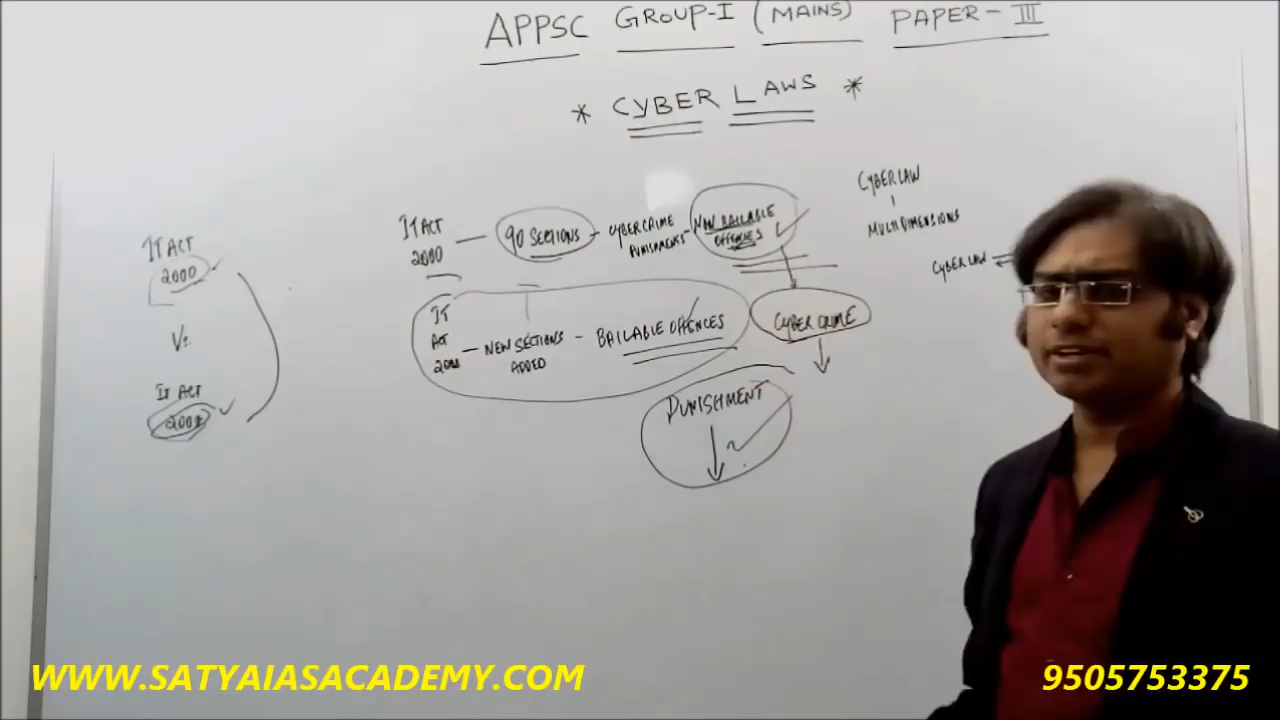 APPSC GROUP-I (MAINS) PAPER-III
* CYBER LAWS *
IT ACT
2000
Vs
IT ACT
IT ACT
2000 — 90 SECTIONS — CYBERCRIME
PUNISHMENTS - NON BAILABLE
OFFENCES
IT
ACT
— NEW SECTIONS
ADDED
- BAILABLE OFFENCES
CYBER CRIME
PUNISHMENT
CYBERLAW
MULTIDIMENSIONS
CYBERLAW
WWW.SATYAIASACADEMY.COM
9505753375